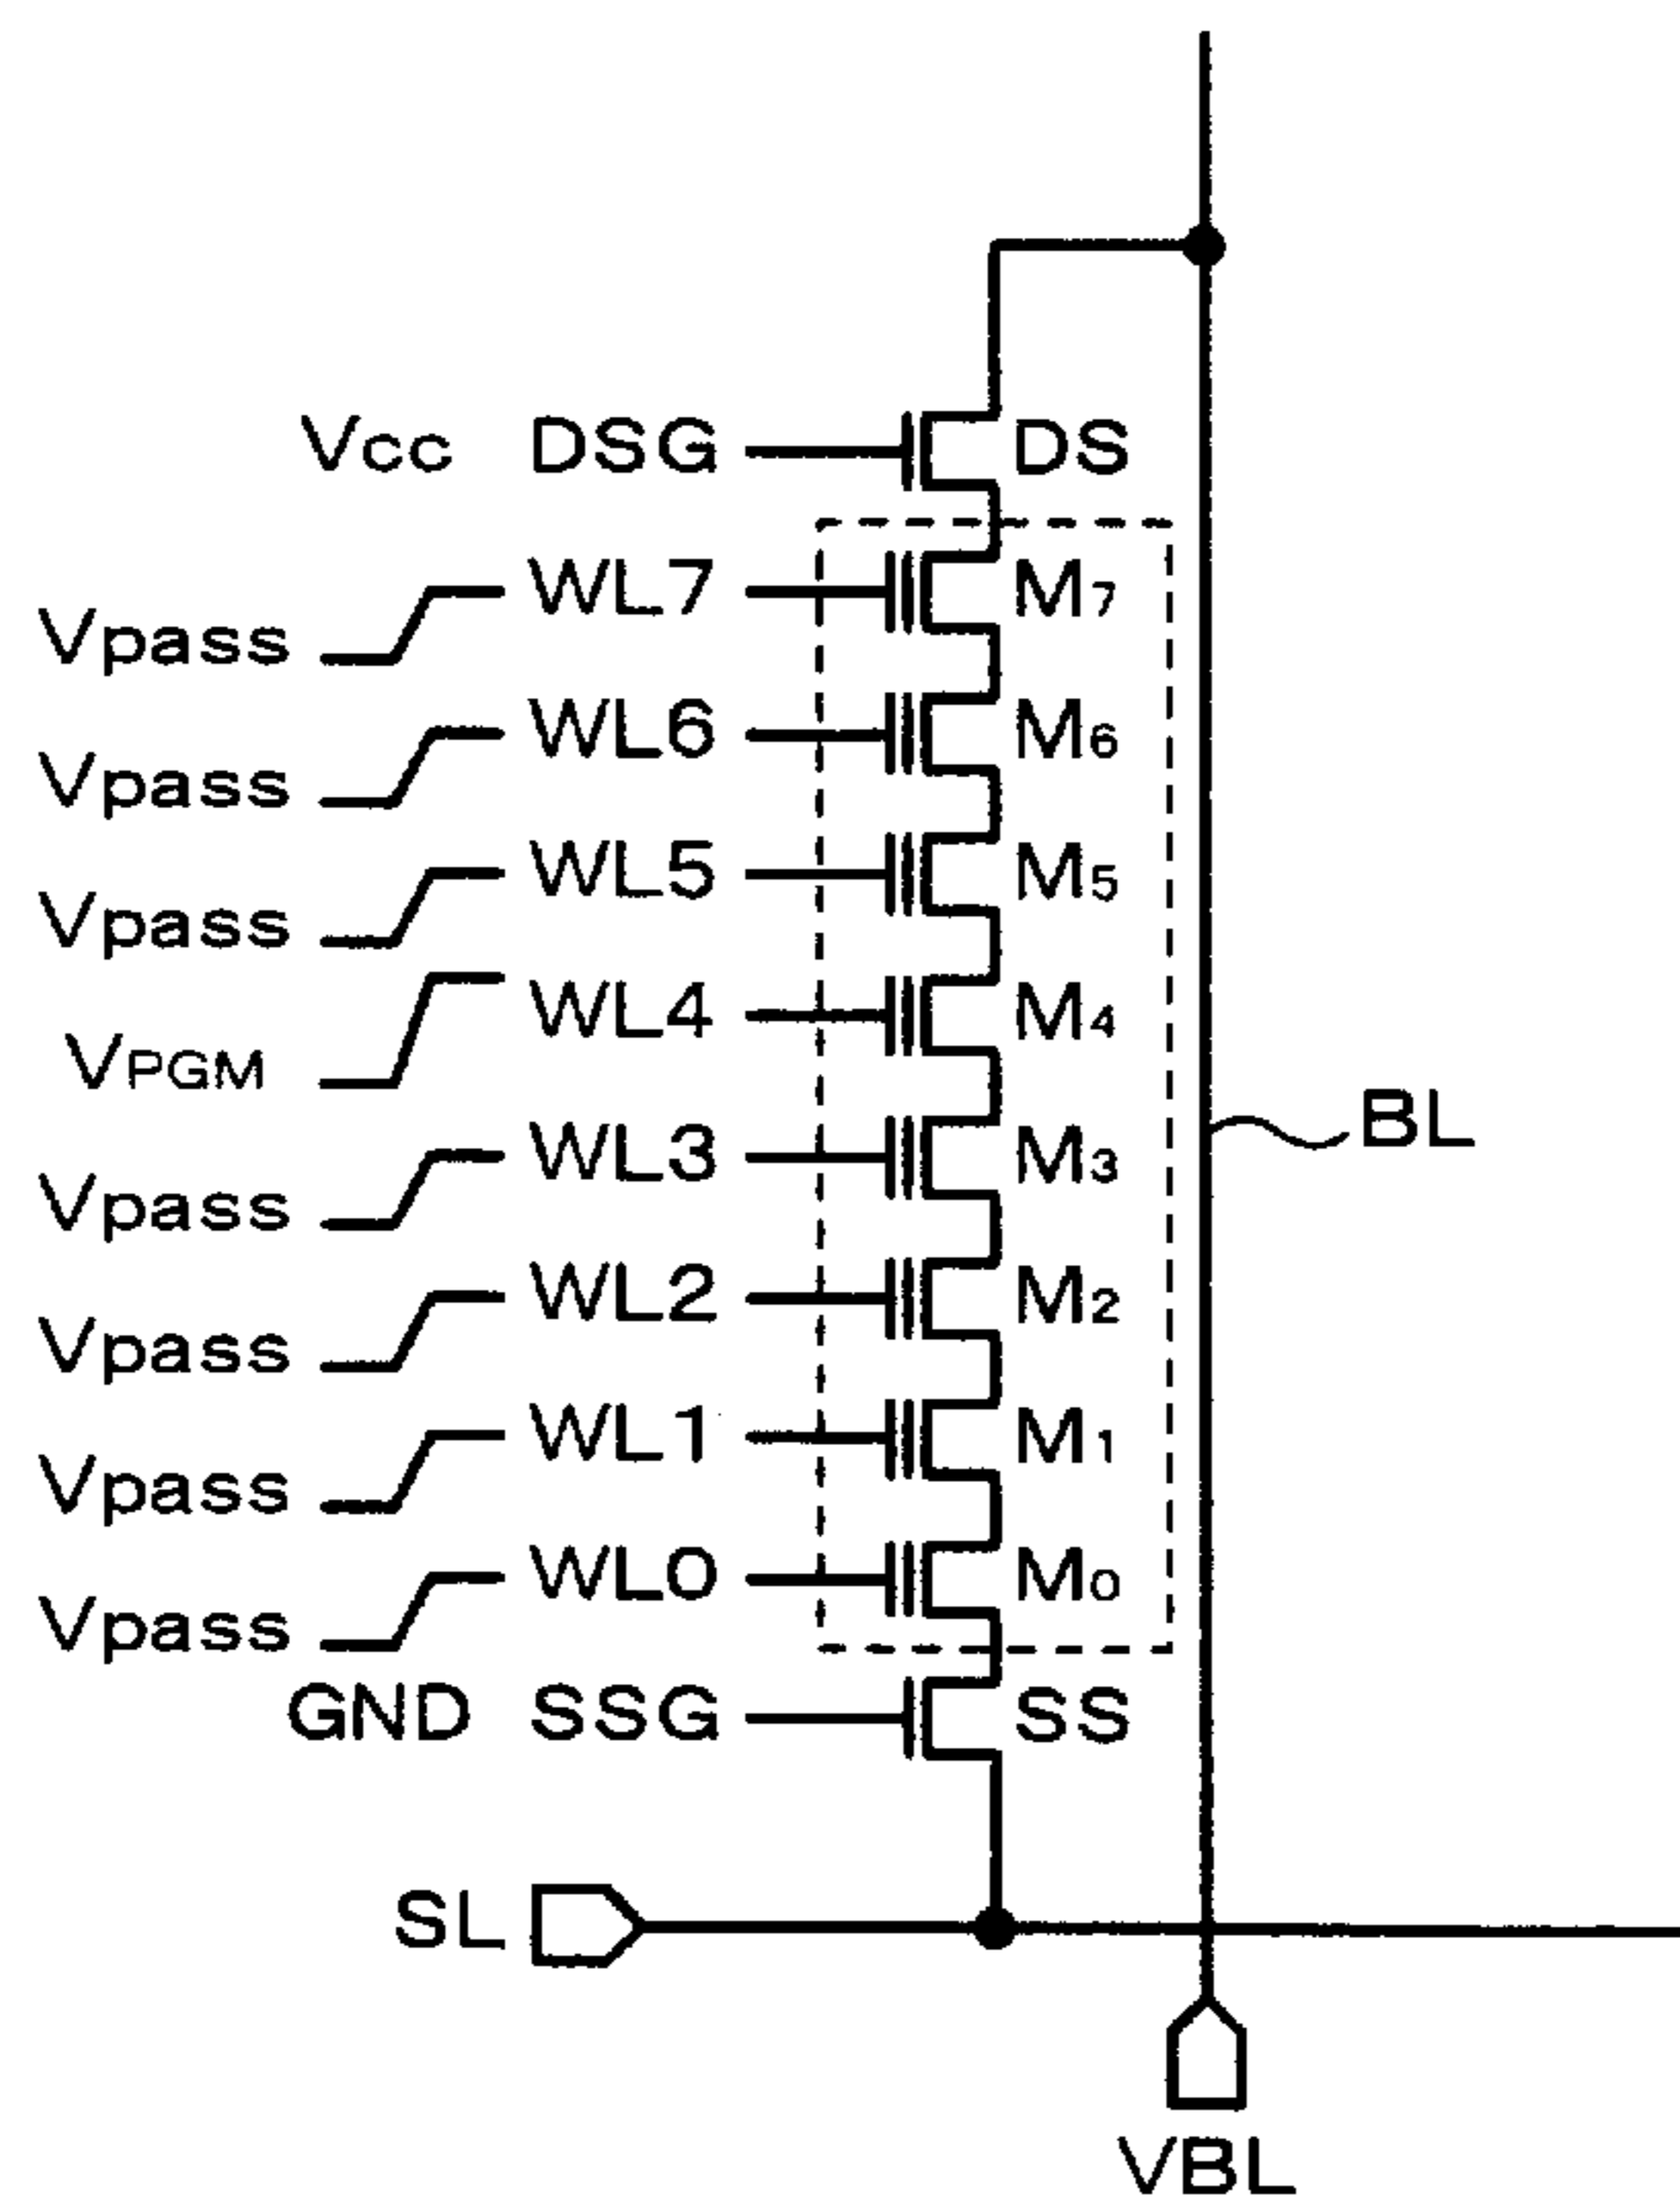 Vcc DSG DS
Vpass WL7 M7
Vpass WL6 M6
Vpass WL5 M5
VPGM WL4 M4
BL
Vpass WL3 M3
Vpass WL2 M2
Vpass WL1 M1
Vpass WL0 M0
GND SSG SS
SL
VBL